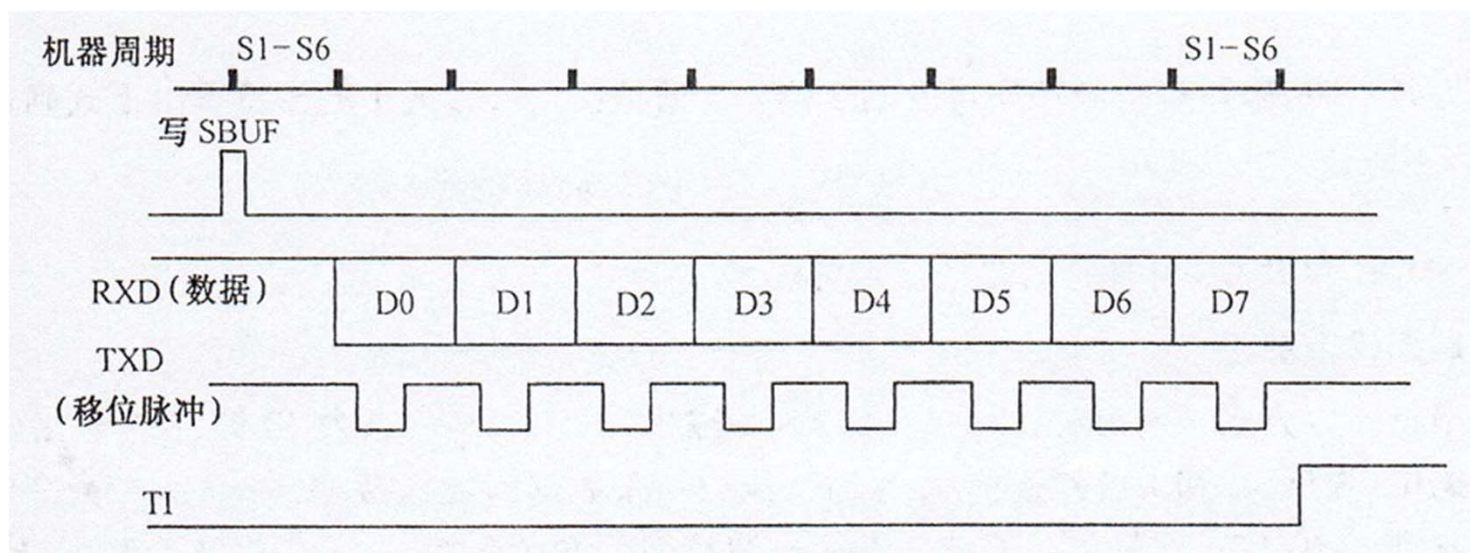 机器周期 S1-S6 S1-S6
写 SBUF
RXD(数据) D0 D1 D2 D3 D4 D5 D6 D7
TXD
(移位脉冲)
TI